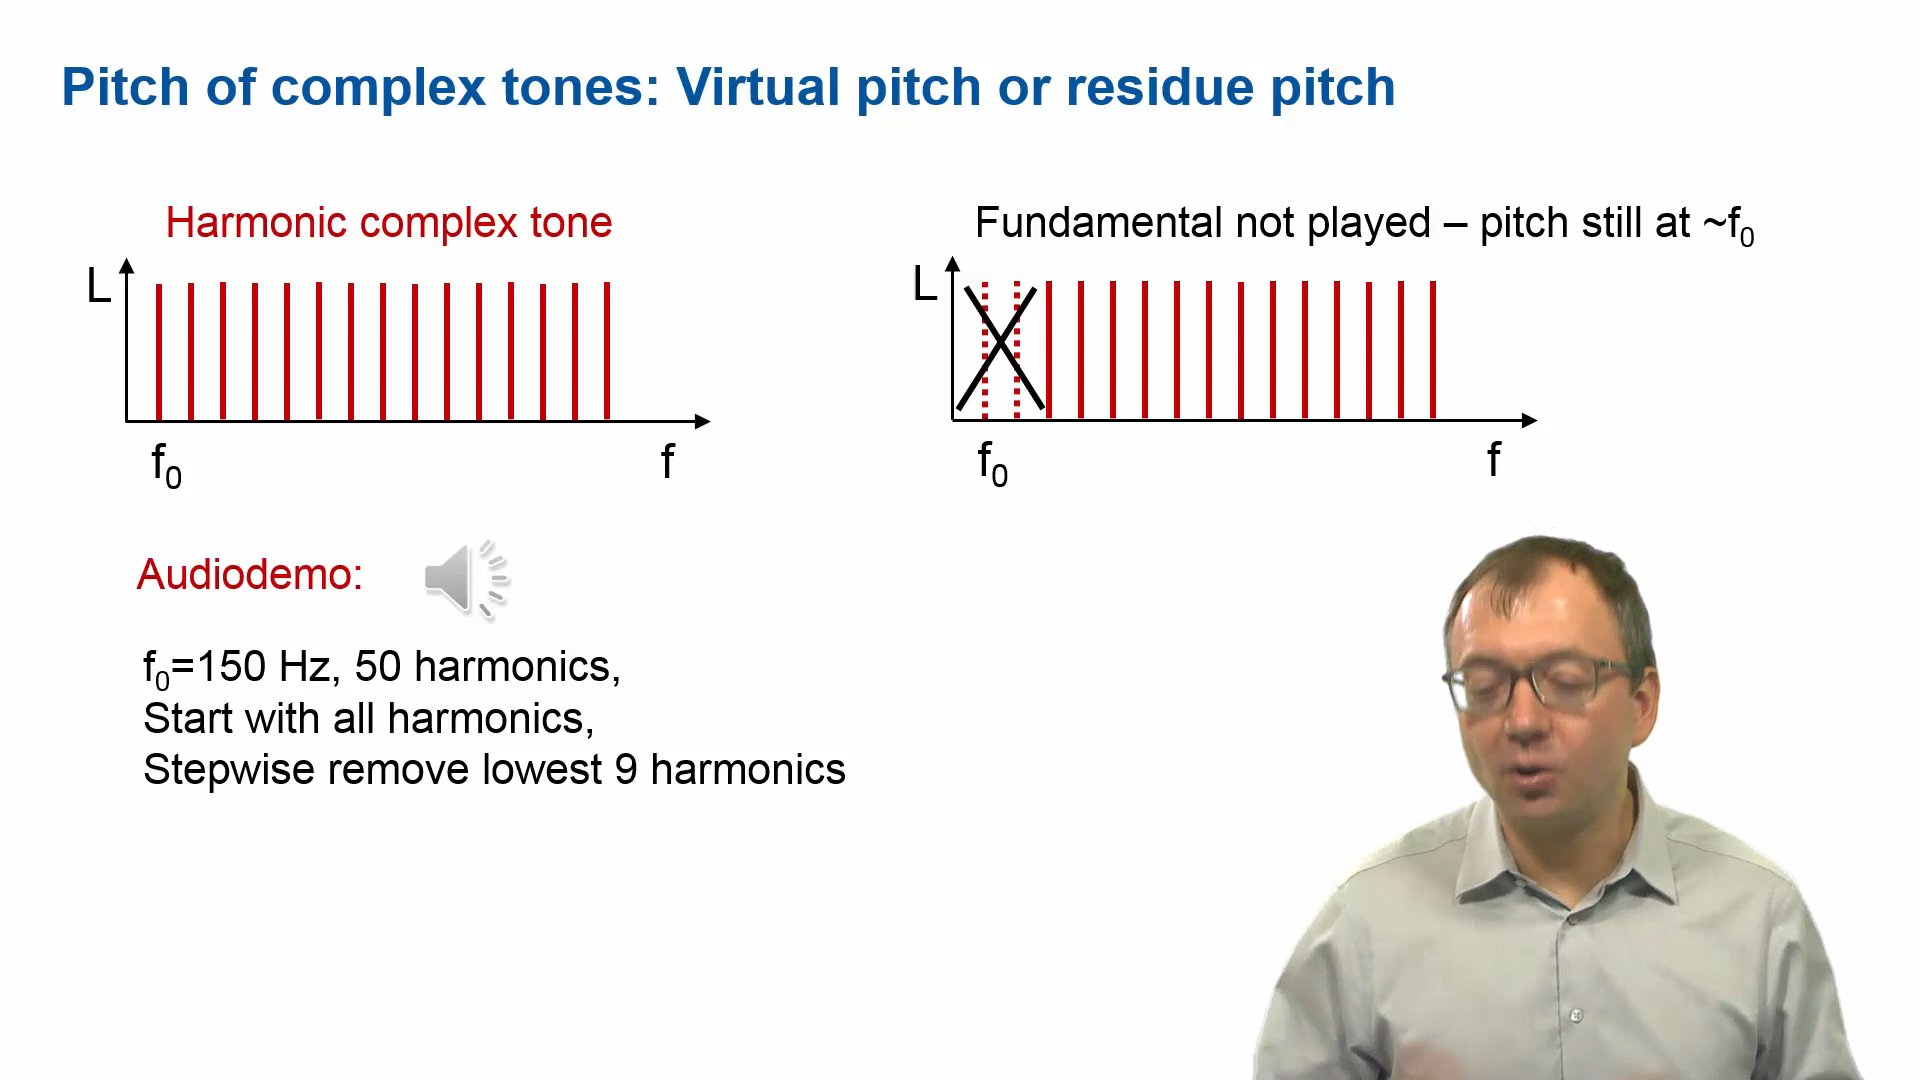 Pitch of complex tones: Virtual pitch or residue pitch
Harmonic complex tone
L
f0
f
Fundamental not played – pitch still at ~f0
L
f0
f
Audiodemo:
f0=150 Hz, 50 harmonics,
Start with all harmonics,
Stepwise remove lowest 9 harmonics